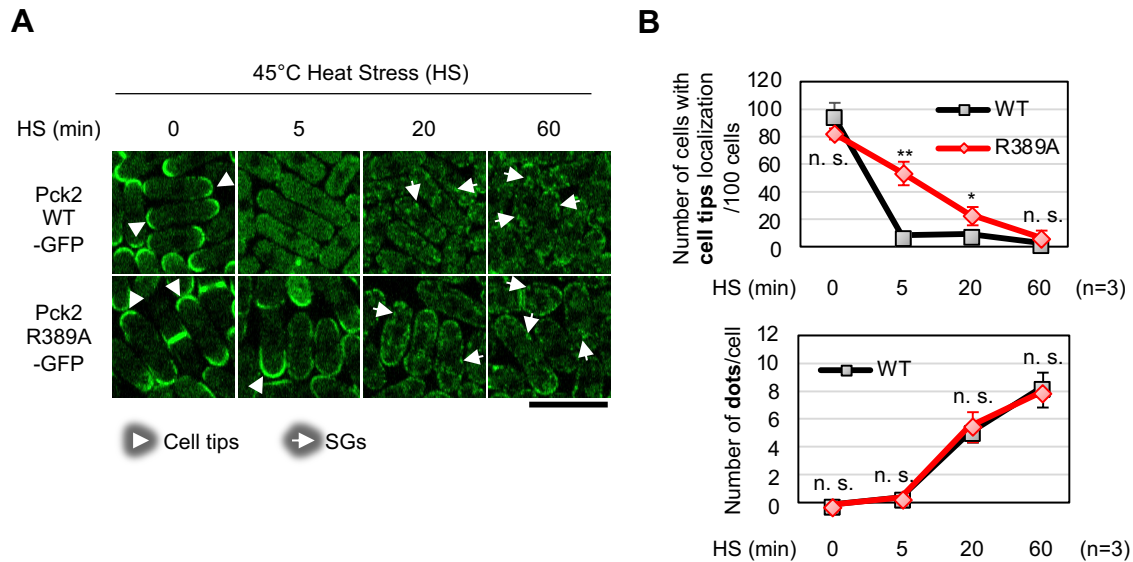 A
45°C Heat Stress (HS)
HS (min) 0 5 20 60
Pck2
WT
-GFP
Pck2
R389A
-GFP
Cell tips SGs
B
Number of cells with
cell tips localization
/100 cells
120
100
80
60
40
20
0
WT
R389A
n. s.
**
*
n. s.
HS (min) 0 5 20 60 (n=3)
Number of dots/cell
12
10
8
6
4
2
0
WT
n. s.
n. s.
n. s.
n. s.
HS (min) 0 5 20 60 (n=3)